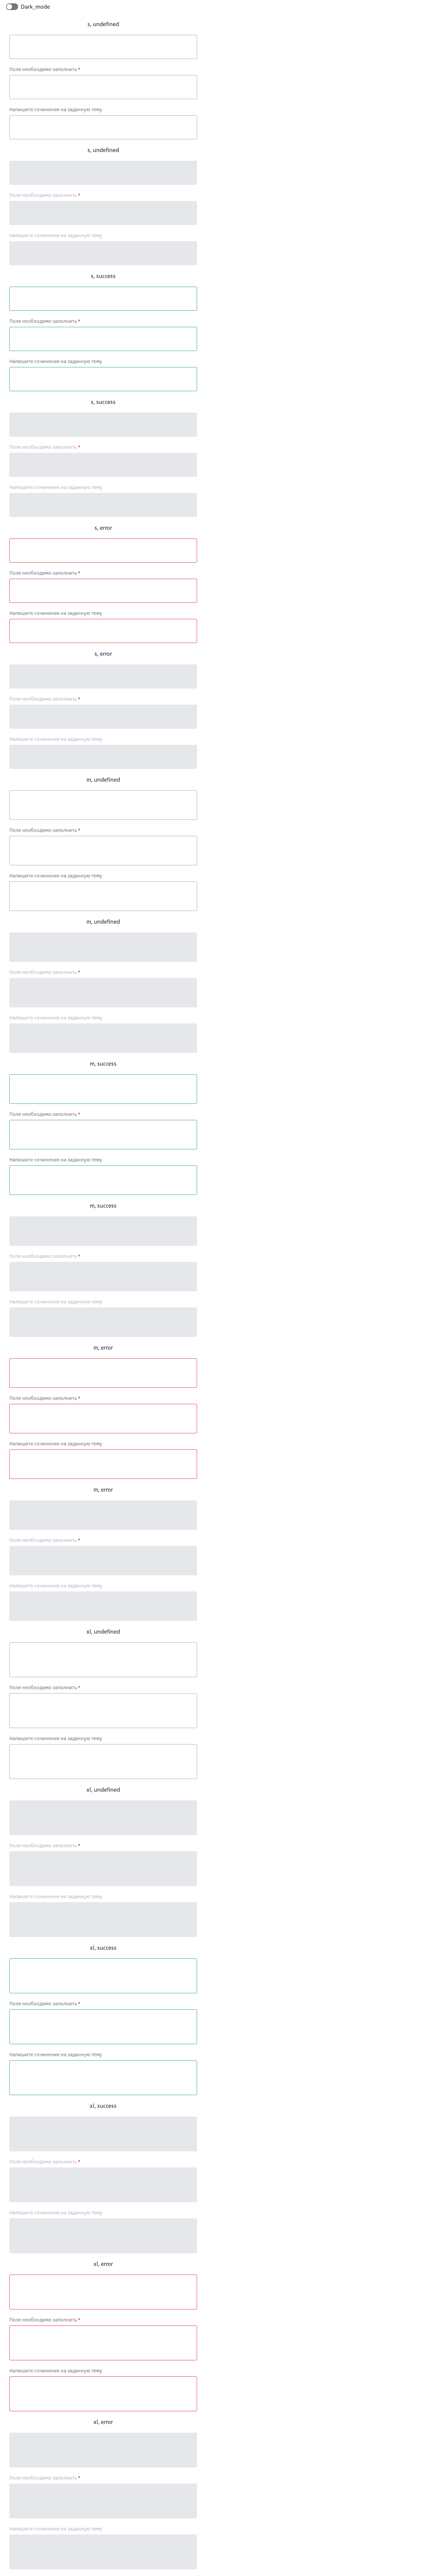 Dark_mode
s, undefined
Поле необходимо заполнить *
Напишите сочинение на заданную тему
s, undefined
Поле необходимо заполнить *
Напишите сочинение на заданную тему
s, success
Поле необходимо заполнить *
Напишите сочинение на заданную тему
s, success
Поле необходимо заполнить *
Напишите сочинение на заданную тему
s, error
Поле необходимо заполнить *
Напишите сочинение на заданную тему
s, error
Поле необходимо заполнить *
Напишите сочинение на заданную тему
m, undefined
Поле необходимо заполнить *
Напишите сочинение на заданную тему
m, undefined
Поле необходимо заполнить *
Напишите сочинение на заданную тему
m, success
Поле необходимо заполнить *
Напишите сочинение на заданную тему
m, success
Поле необходимо заполнить *
Напишите сочинение на заданную тему
m, error
Поле необходимо заполнить *
Напишите сочинение на заданную тему
m, error
Поле необходимо заполнить *
Напишите сочинение на заданную тему
xl, undefined
Поле необходимо заполнить *
Напишите сочинение на заданную тему
xl, undefined
Поле необходимо заполнить *
Напишите сочинение на заданную тему
xl, success
Поле необходимо заполнить *
Напишите сочинение на заданную тему
xl, success
Поле необходимо заполнить *
Напишите сочинение на заданную тему
xl, error
Поле необходимо заполнить *
Напишите сочинение на заданную тему
xl, error
Поле необходимо заполнить *
Напишите сочинение на заданную тему